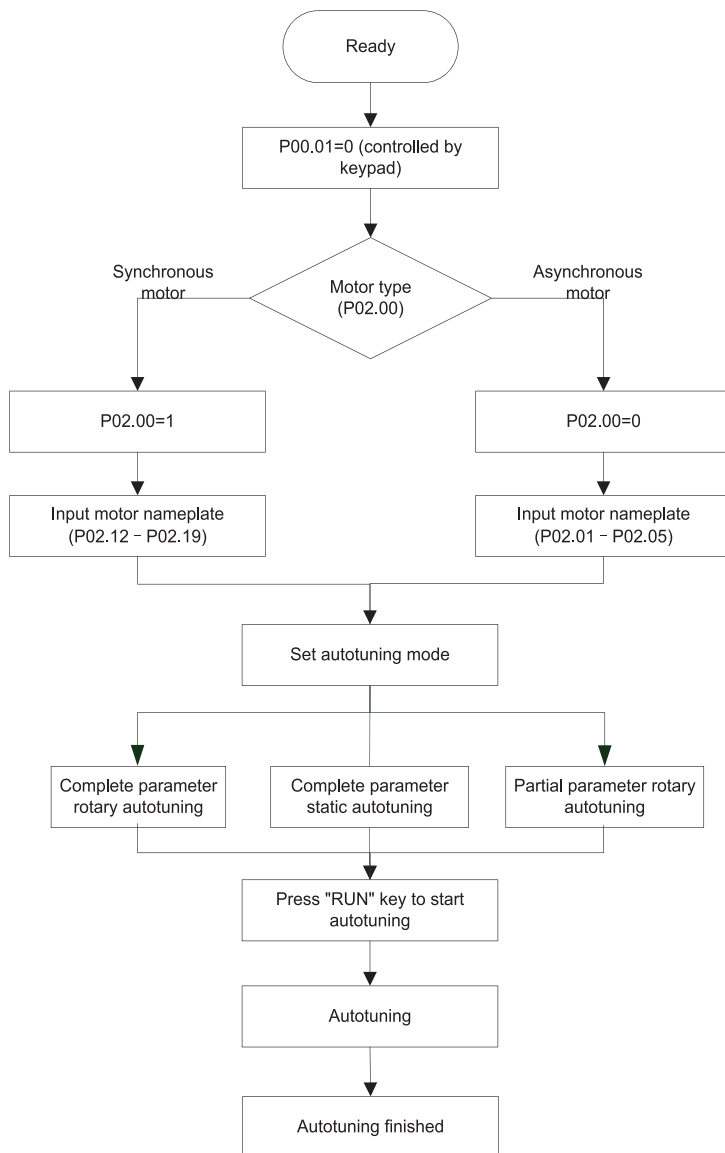 Ready
P00.01=0 (controlled by
keypad)
Synchronous
motor
Motor type
(P02.00)
Asynchronous
motor
P02.00=1
P02.00=0
Input motor nameplate
(P02.12－P02.19)
Input motor nameplate
(P02.01－P02.05)
Set autotuning mode
Complete parameter
rotary autotuning
Complete parameter
static autotuning
Partial parameter rotary
autotuning
Press "RUN" key to start
autotuning
Autotuning
Autotuning finished